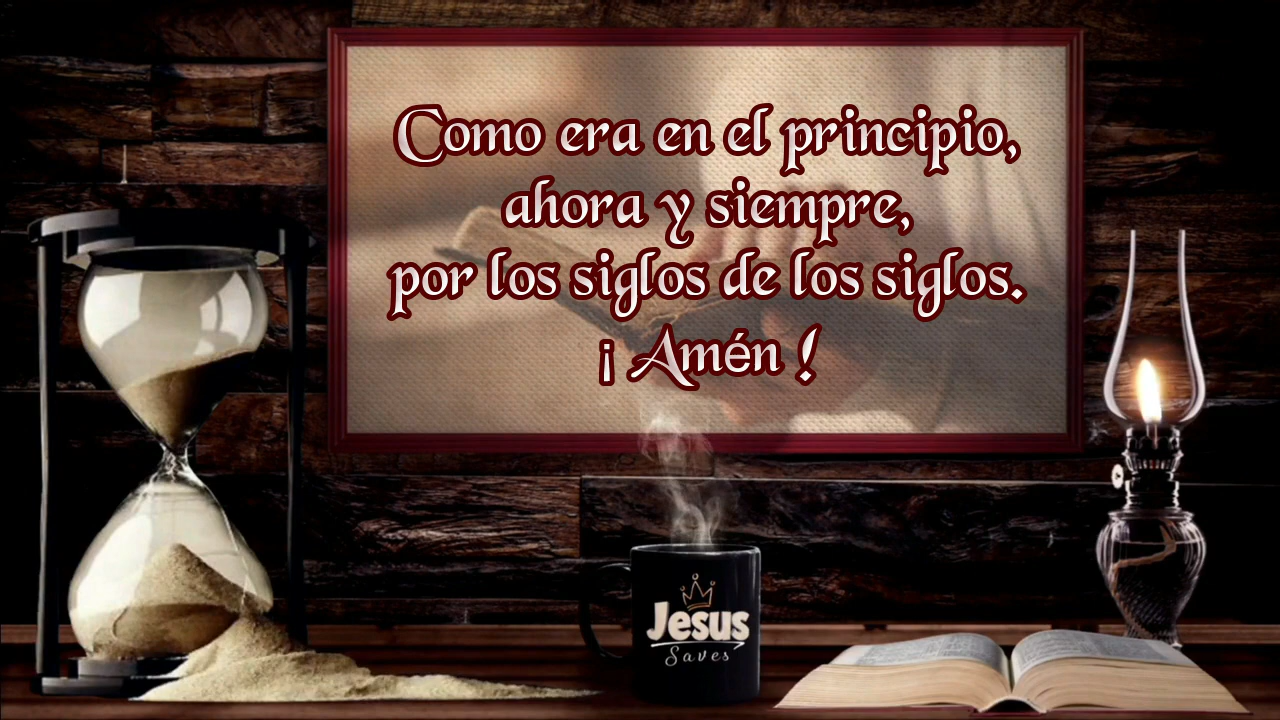 Como era en el principio,
ahora y siempre,
por los siglos de los siglos.
¡ Amén !
Jesus
Saves